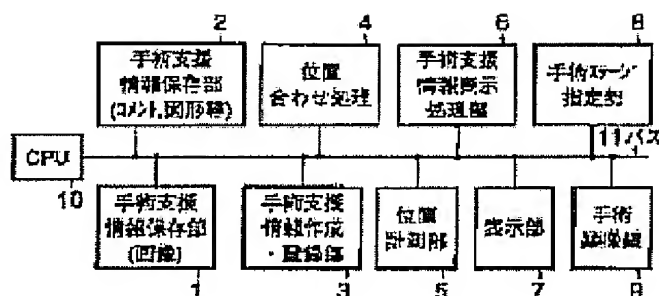 2
4
6
8
手術支援
情報保存部
(コメント,図形等)
位置
合わせ処理
手術支援
情報表示
処理部
手術ステージ
指定部
11バス
CPU
10
手術支援
情報保存部
(画像)
手術支援
情報作成
・登録部
位置
計測部
表示部
手術
顕微鏡
1
3
5
7
9